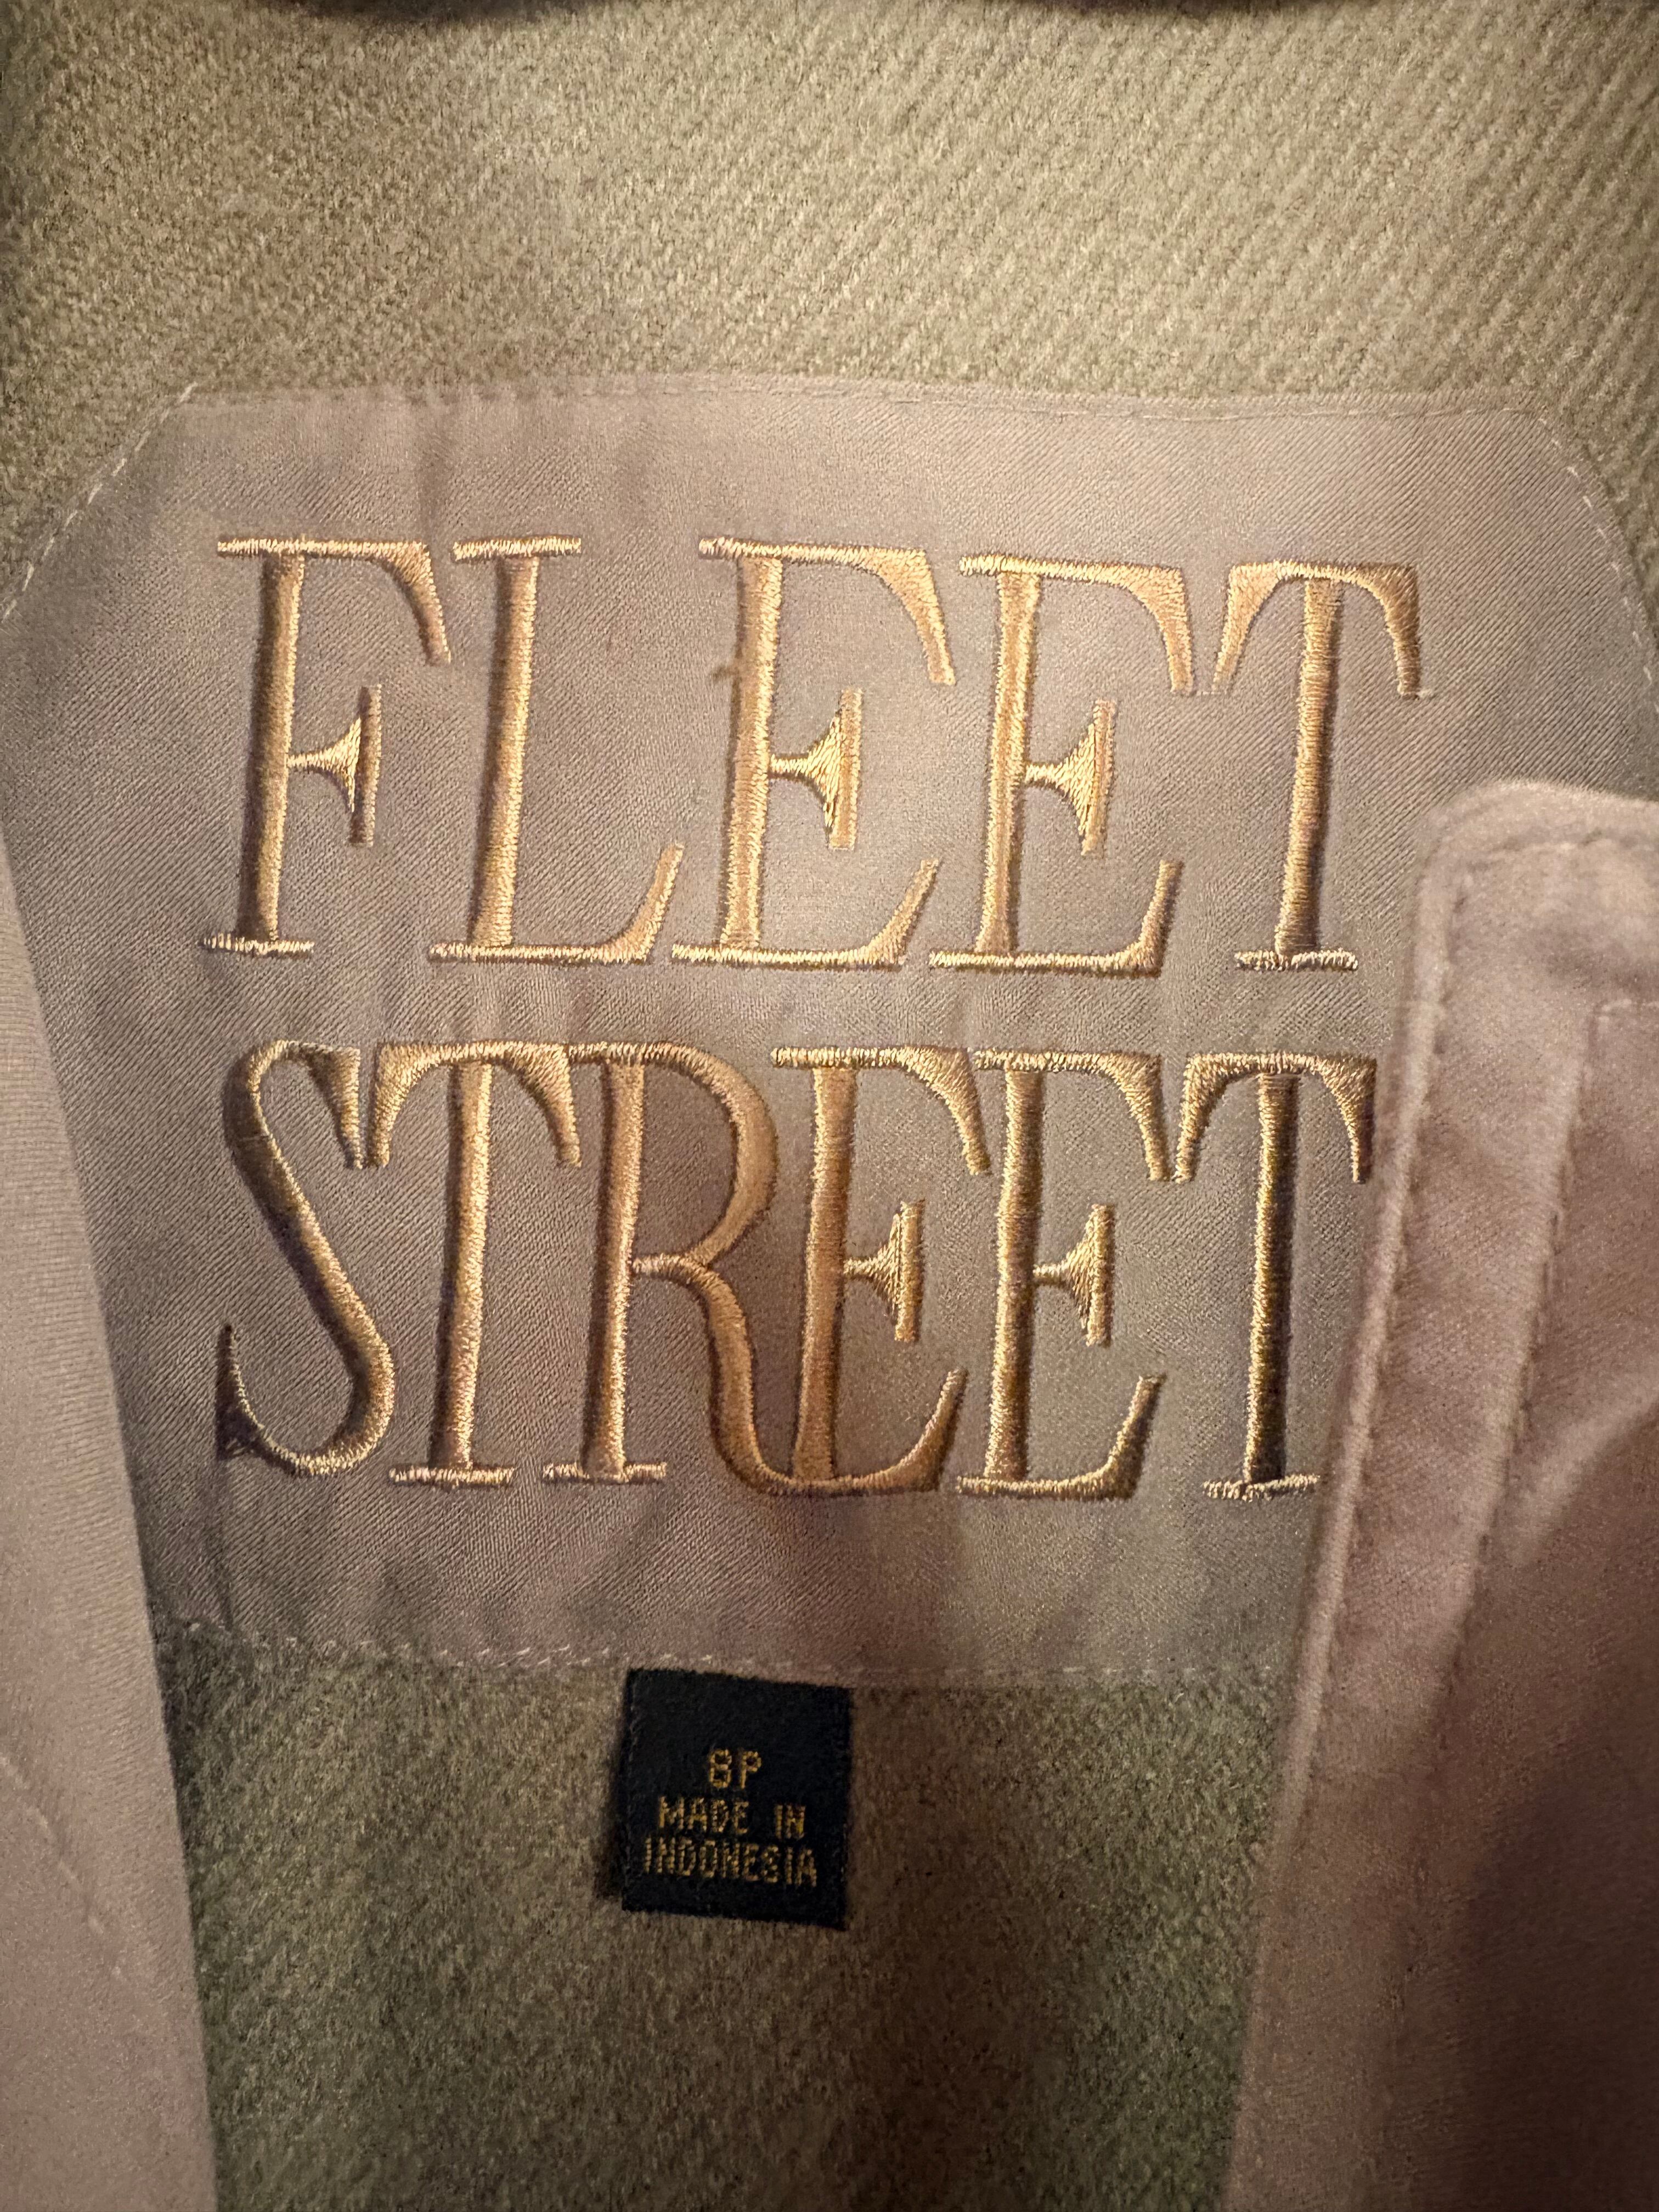 FLEET
STREET
8P
MADE IN
INDONESIA